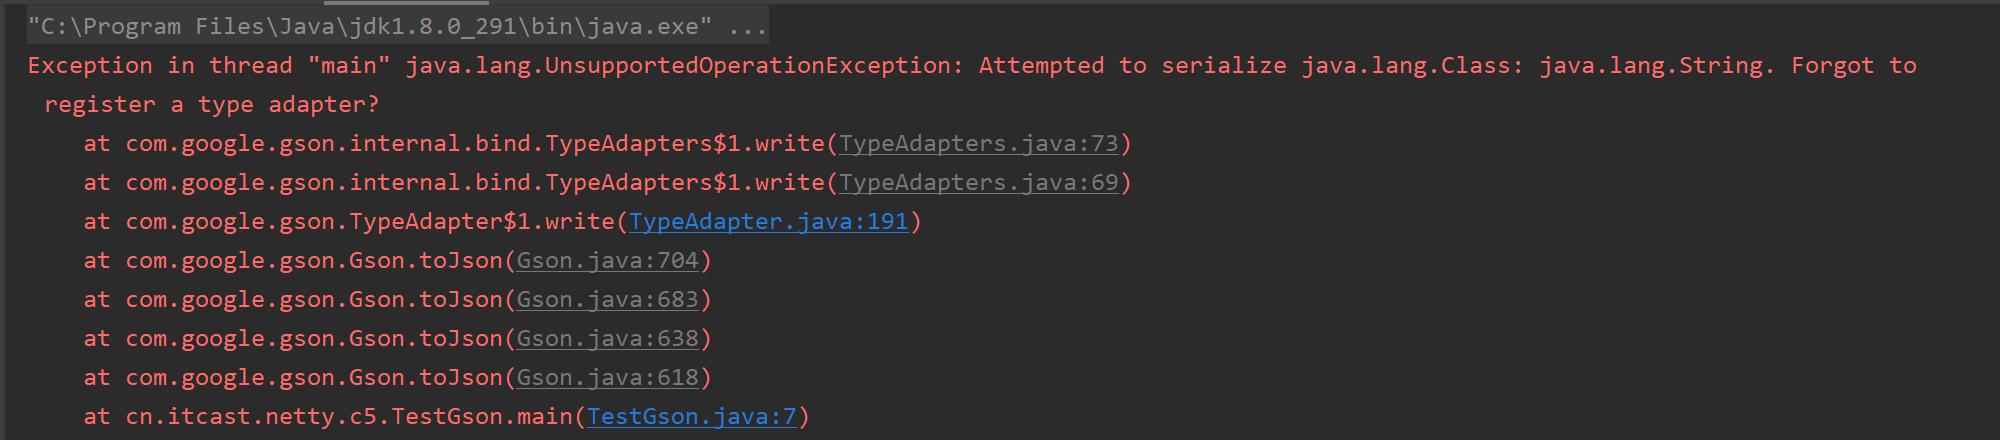 "C:\Program Files\Java\jdk1.8.0_291\bin\java.exe" ...
Exception in thread "main" java.lang.UnsupportedOperationException: Attempted to serialize java.lang.Class: java.lang.String. Forgot to
register a type adapter?
at com.google.gson.internal.bind.TypeAdapters$1.write(TypeAdapters.java:73)
at com.google.gson.internal.bind.TypeAdapters$1.write(TypeAdapters.java:69)
at com.google.gson.TypeAdapter$1.write(TypeAdapter.java:191)
at com.google.gson.Gson.toJson(Gson.java:704)
at com.google.gson.Gson.toJson(Gson.java:683)
at com.google.gson.Gson.toJson(Gson.java:638)
at com.google.gson.Gson.toJson(Gson.java:618)
at cn.itcast.netty.c5.TestGson.main(TestGson.java:7)